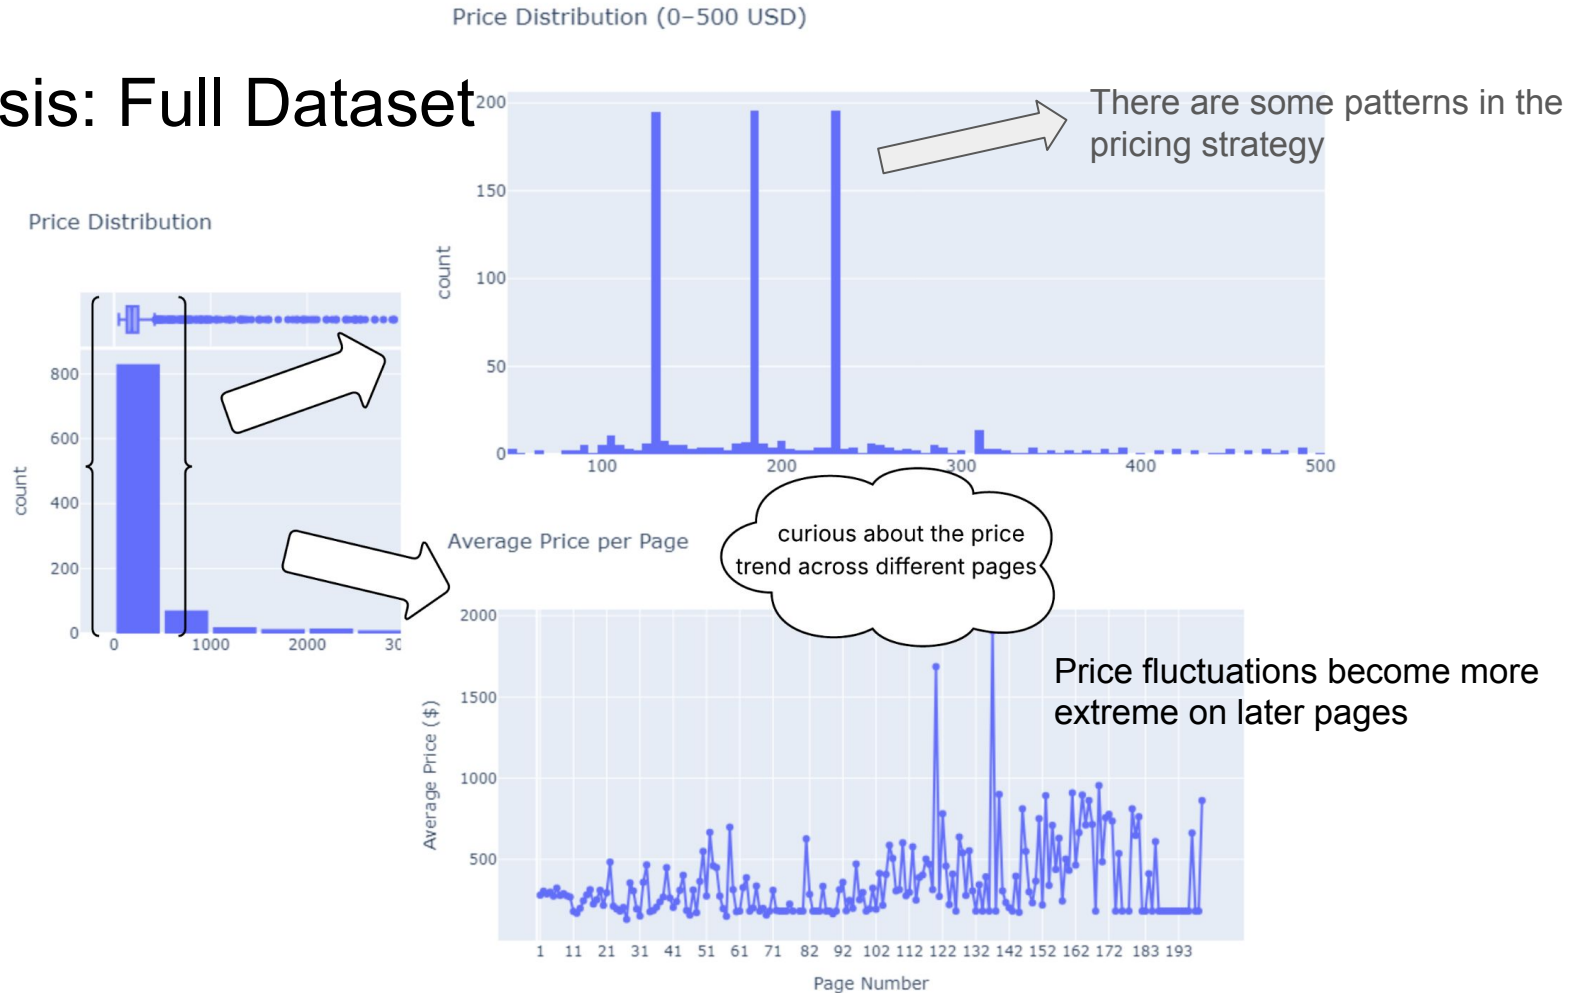 Price Distribution (0–500 USD)
sis: Full Dataset
There are some patterns in the
pricing strategy
200
150
100
50
0
count
100
200
300
400
500
Price Distribution
800
600
400
200
0
count
0
1000
2000
30
curious about the price
trend across different pages
Average Price per Page
2000
1500
1000
500
Average Price ($)
Price fluctuations become more
extreme on later pages
1 11 21 31 41 51 61 71 82 92 102 112 122 132 142 152 162 172 183 193
Page Number